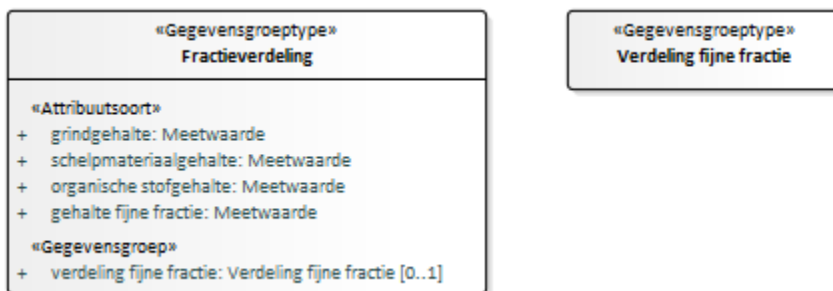 «Gegevensgroeptype»
Fractieverdeling
«Attribuutsoort»
+ grindgehalte: Meetwaarde
+ schelpmateriaalgehalte: Meetwaarde
+ organische stofgehalte: Meetwaarde
+ gehalte fijne fractie: Meetwaarde
«Gegevensgroep»
+ verdeling fijne fractie: Verdeling fijne fractie [0..1]
«Gegevensgroeptype»
Verdeling fijne fractie